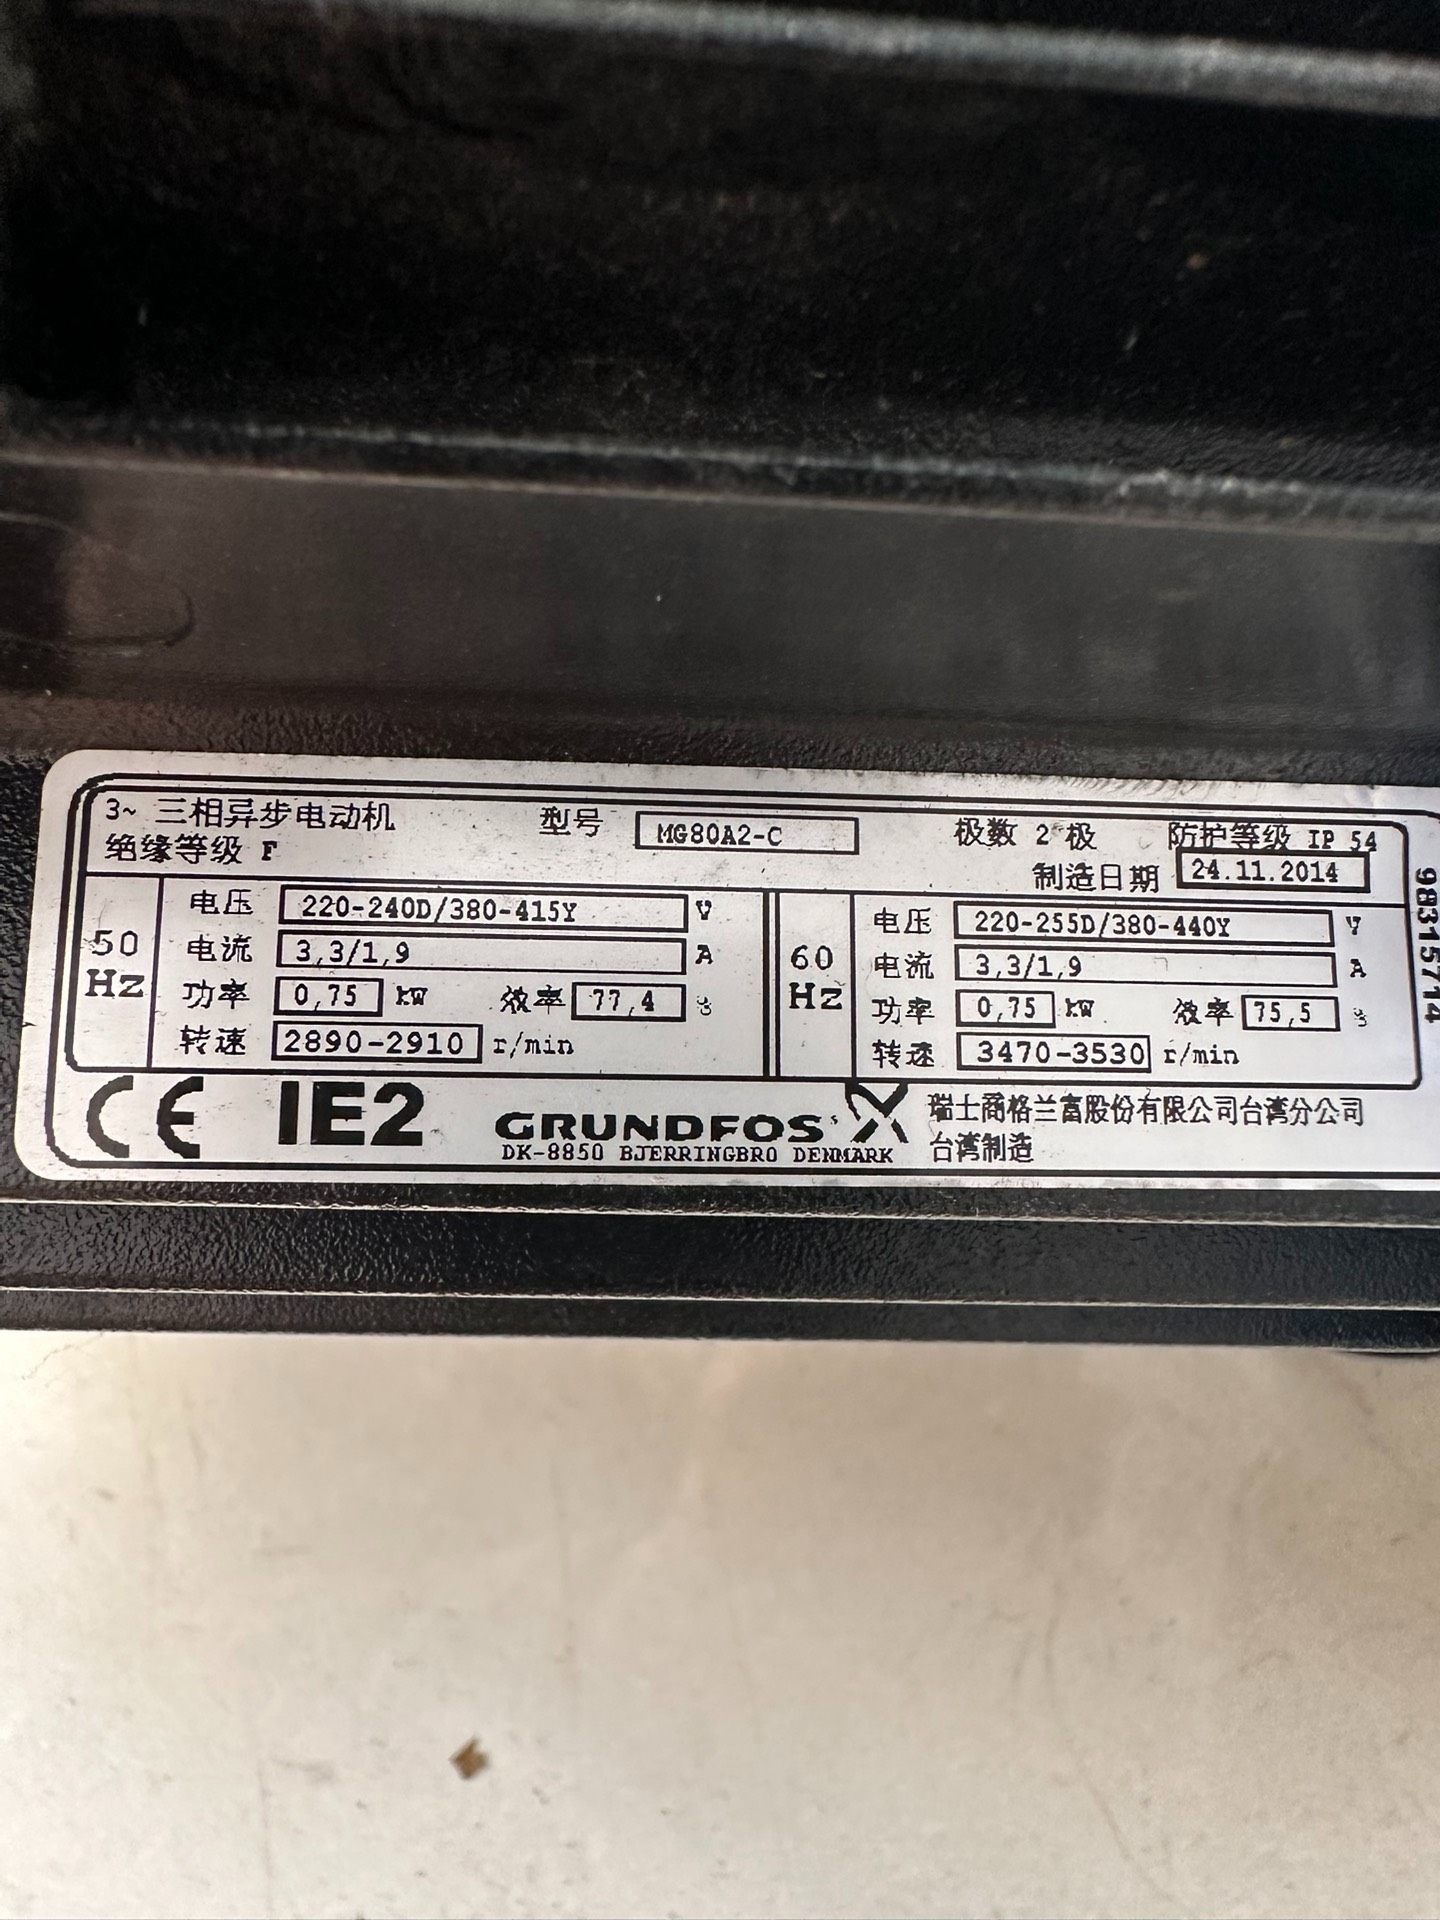 3~ 三相异步电动机 型号 MG80A2-C 极数 2 极 防护等级 IP 54
绝缘等级 F 制造日期 24.11.2014
50 Hz
电压 220-240D/380-415Y V
电流 3,3/1,9 A
功率 0,75 kW 效率 77,4 %
转速 2890-2910 r/min
60 Hz
电压 220-255D/380-440Y V
电流 3,3/1,9 A
功率 0,75 kW 效率 75,5 %
转速 3470-3530 r/min
98315714
CE IE2 GRUNDFOS
DK-8850 BJERRINGBRO DENMARK
瑞士商格兰富股份有限公司台湾分公司
台湾制造